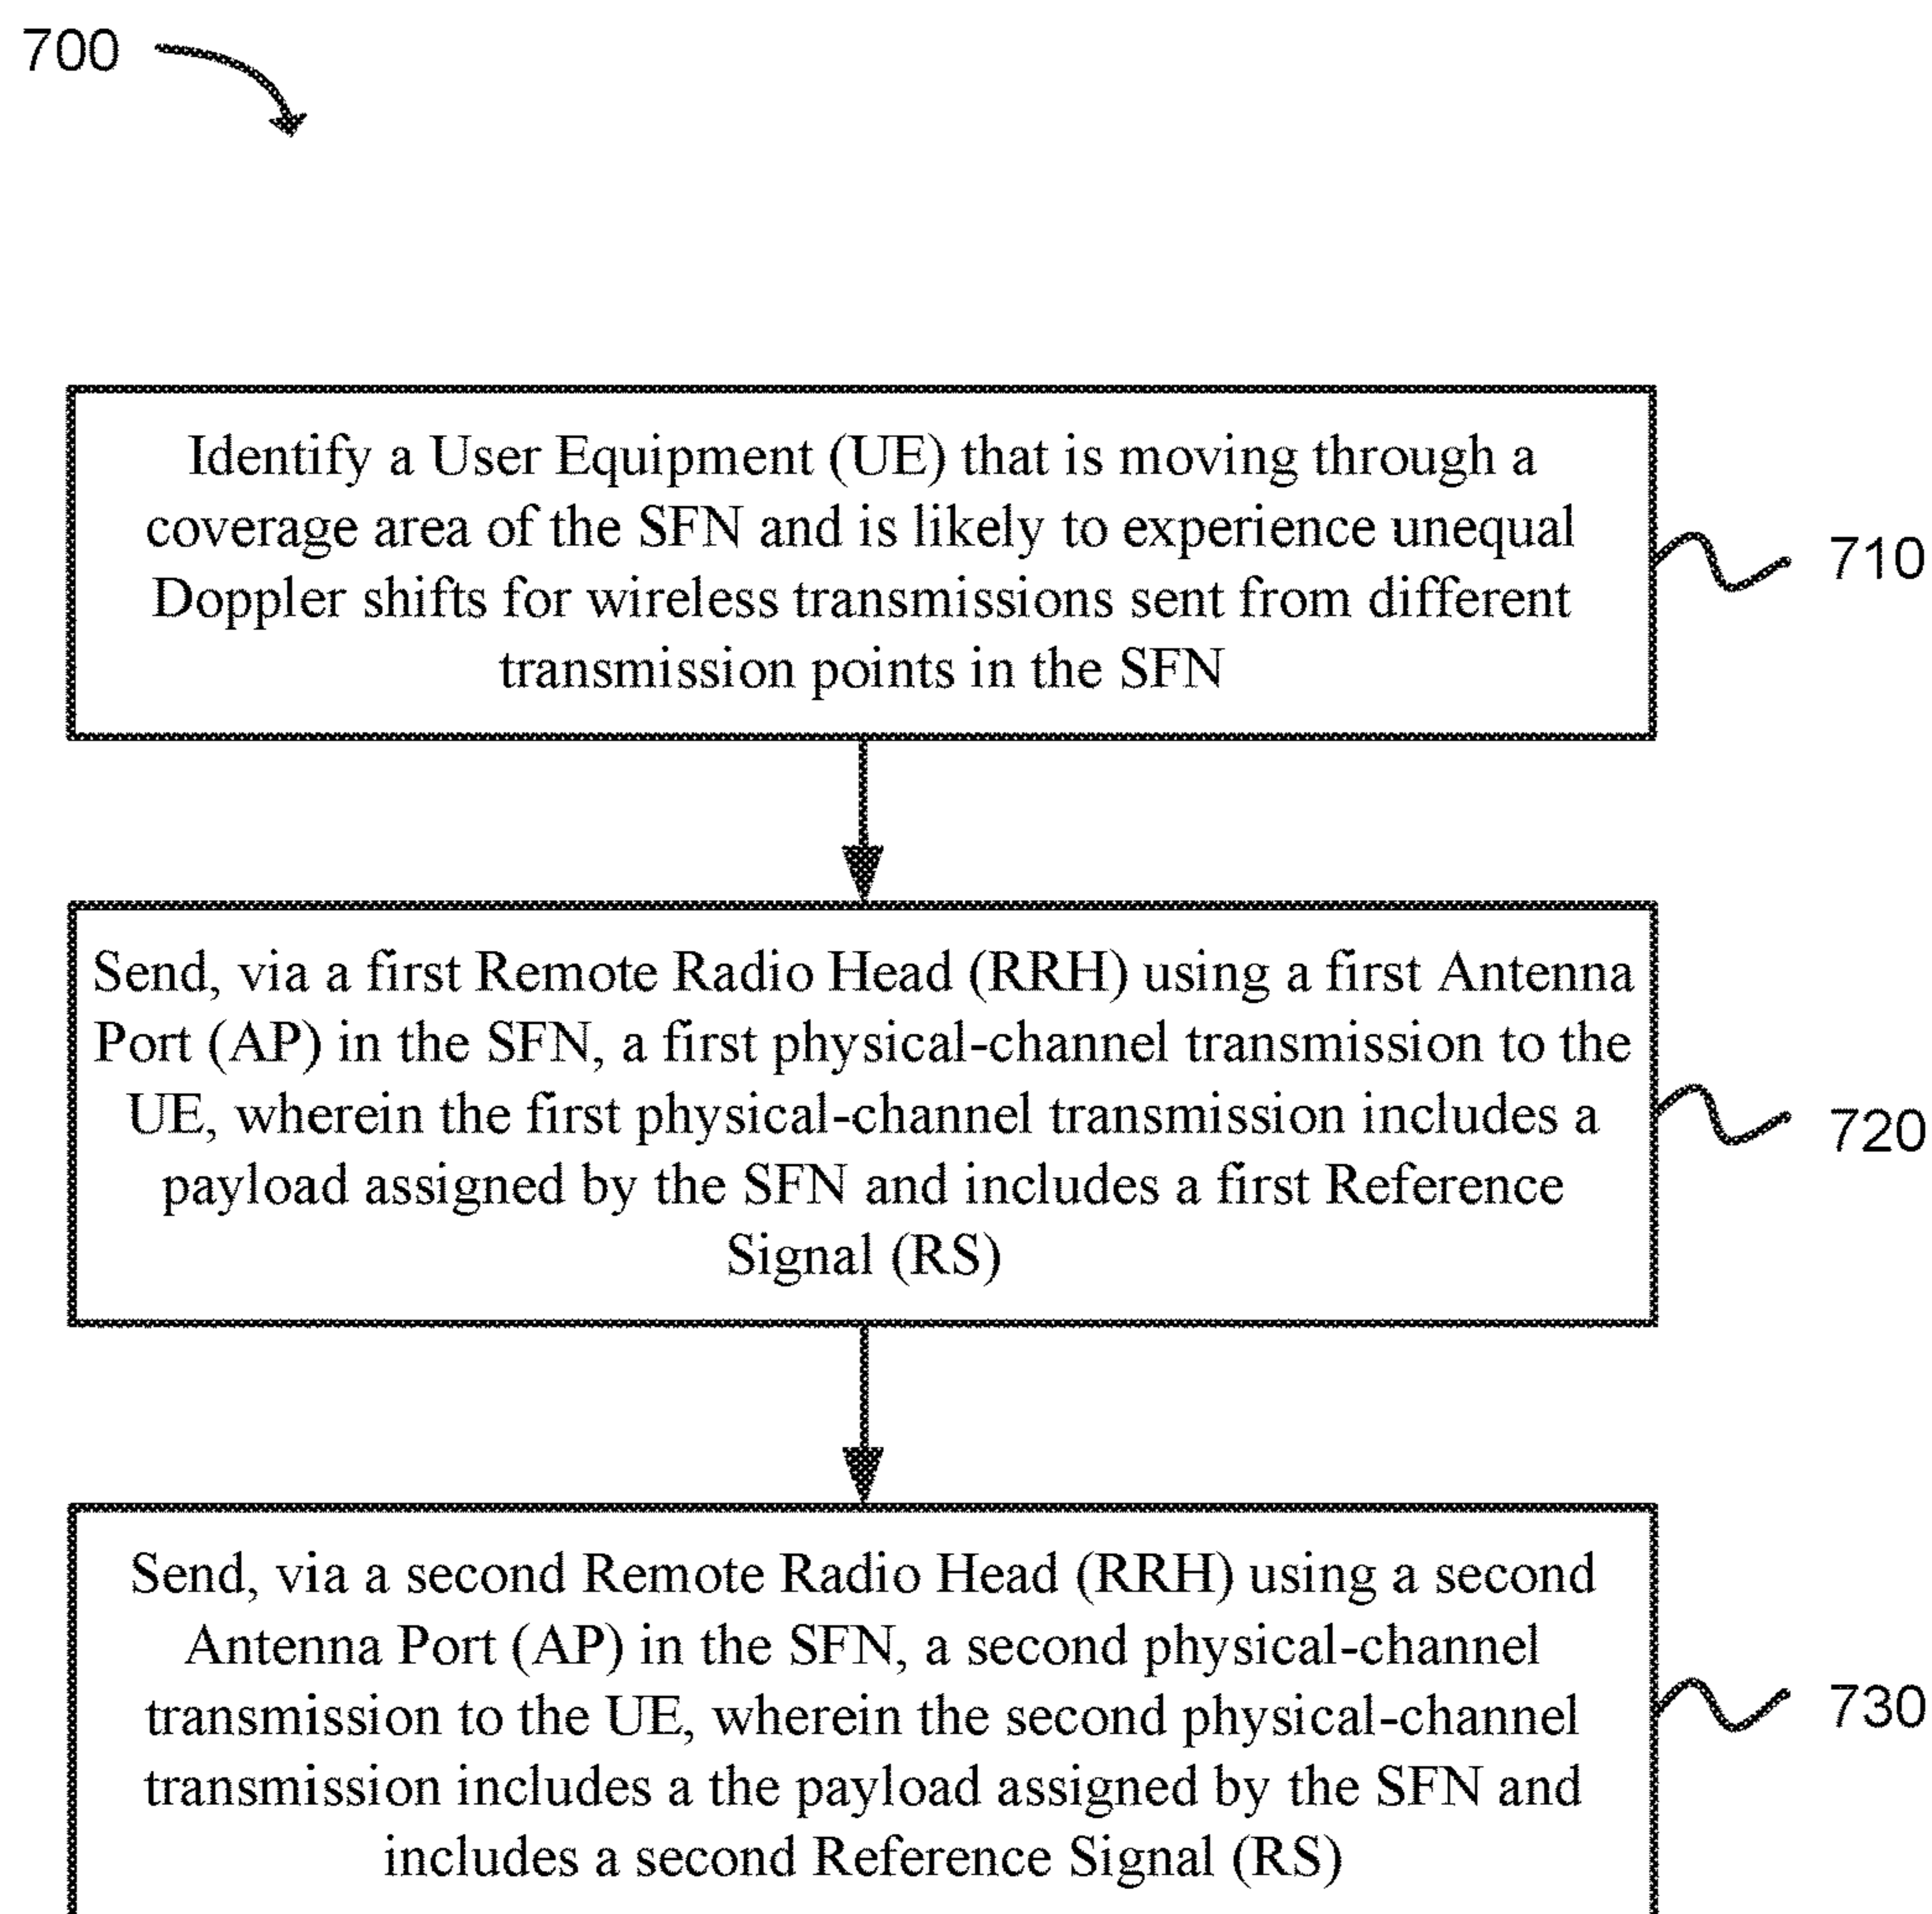 700
Identify a User Equipment (UE) that is moving through a
coverage area of the SFN and is likely to experience unequal
Doppler shifts for wireless transmissions sent from different
transmission points in the SFN
710
Send, via a first Remote Radio Head (RRH) using a first Antenna
Port (AP) in the SFN, a first physical-channel transmission to the
UE, wherein the first physical-channel transmission includes a
payload assigned by the SFN and includes a first Reference
Signal (RS)
720
Send, via a second Remote Radio Head (RRH) using a second
Antenna Port (AP) in the SFN, a second physical-channel
transmission to the UE, wherein the second physical-channel
transmission includes a the payload assigned by the SFN and
includes a second Reference Signal (RS)
730